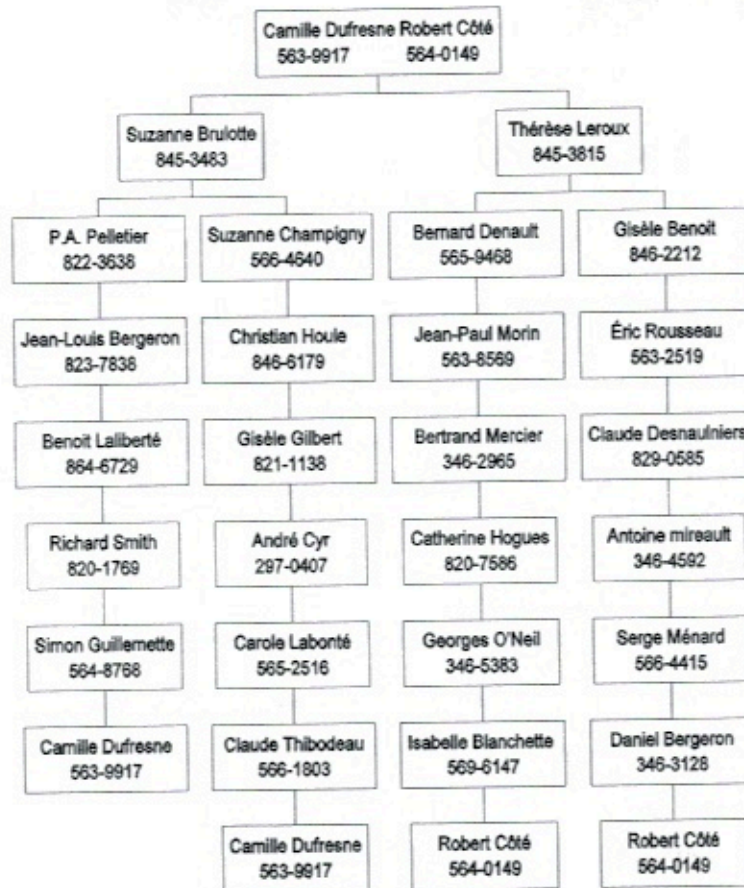 Camille Dufresne Robert Côté
563-9917 564-0149
Suzanne Brulotte
845-3483
Thérèse Leroux
845-3815
P.A. Pelletier
822-3638
Suzanne Champigny
566-4640
Bernard Denault
565-9468
Gisèle Benoit
846-2212
Jean-Louis Bergeron
823-7838
Christian Houle
846-6179
Jean-Paul Morin
563-8569
Éric Rousseau
563-2519
Benoit Laliberté
864-6729
Gisèle Gilbert
821-1138
Bertrand Mercier
346-2965
Claude Desnaulniers
829-0585
Richard Smith
820-1769
André Cyr
297-0407
Catherine Hogues
820-7586
Antoine mireault
346-4592
Simon Guillemette
564-8768
Carole Labonté
565-2516
Georges O'Neil
346-5383
Serge Ménard
566-4415
Camille Dufresne
563-9917
Claude Thibodeau
566-1803
Isabelle Blanchette
569-6147
Daniel Bergeron
346-3128
Camille Dufresne
563-9917
Robert Côté
564-0149
Robert Côté
564-0149